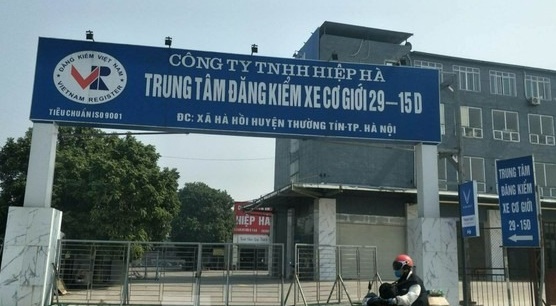 ĐĂNG KIỂM VIỆT NAM
VR
VIETNAM REGISTER
TIÊU CHUẨN ISO 9001
CÔNG TY TNHH HIỆP HÀ
TRUNG TÂM ĐĂNG KIỂM XE CƠ GIỚI 29-15D
ĐC: XÃ HÀ HỒI HUYỆN THƯỜNG TÍN-TP. HÀ NỘI
HIỆP HÀ
TRUNG TÂM
ĐĂNG KIỂM
XE CƠ GIỚI
29-15D